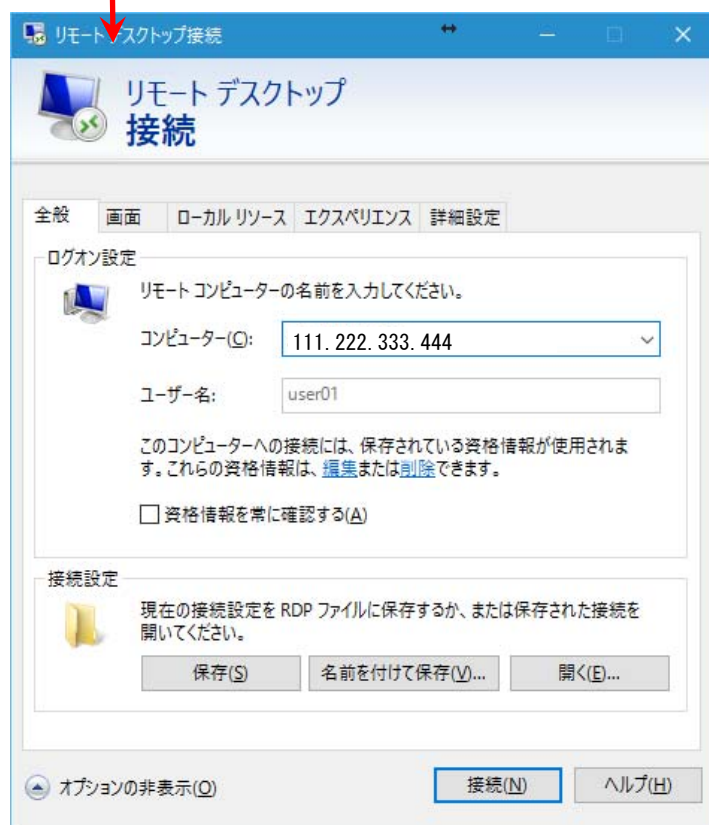 リモート デスクトップ接続
リモート デスクトップ
接続
全般 画面 ローカル リソース エクスペリエンス 詳細設定
ログオン設定
リモート コンピューターの名前を入力してください。
コンピューター(C): 111.222.333.444
ユーザー名: user01
このコンピューターへの接続には、保存されている資格情報が使用されま
す。これらの資格情報は、編集または削除できます。
資格情報を常に確認する(A)
接続設定
現在の接続設定を RDP ファイルに保存するか、または保存された接続を
開いてください。
保存(S) 名前を付けて保存(V)... 開く(E)...
オプションの非表示(O) 接続(N) ヘルプ(H)